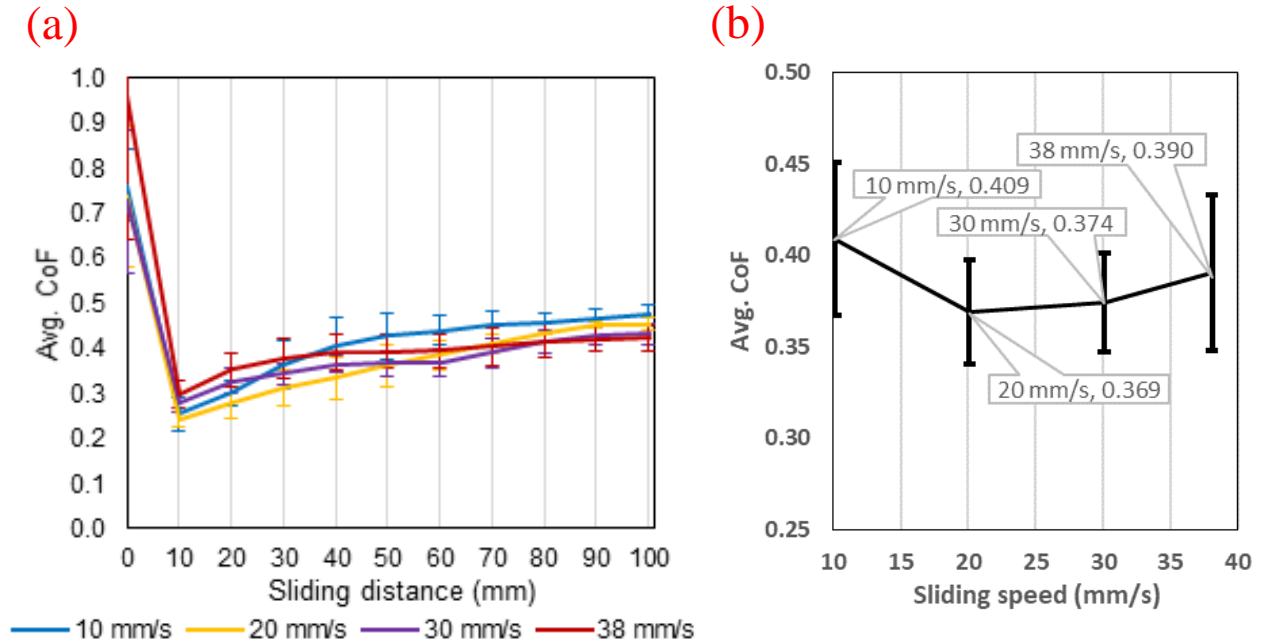 (a)
(b)
1.0
0.9
0.8
0.7
0.6
0.5
0.4
0.3
0.2
0.1
0.0
Avg. CoF
0 10 20 30 40 50 60 70 80 90 100
Sliding distance (mm)
10 mm/s 20 mm/s 30 mm/s 38 mm/s
0.50
0.45
0.40
0.35
0.30
0.25
Avg. CoF
38 mm/s, 0.390
10 mm/s, 0.409
30 mm/s, 0.374
20 mm/s, 0.369
10 15 20 25 30 35 40
Sliding speed (mm/s)